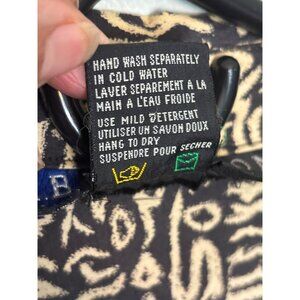 HAND WASH SEPARATELY
IN COLD WATER
LAVER SEPAREMENT A LA
MAIN A L'EAU FROIDE
USE MILD DETERGENT
UTILISER UN SAVON DOUX
HANG TO DRY
SUSPENDRE POUR SECHER